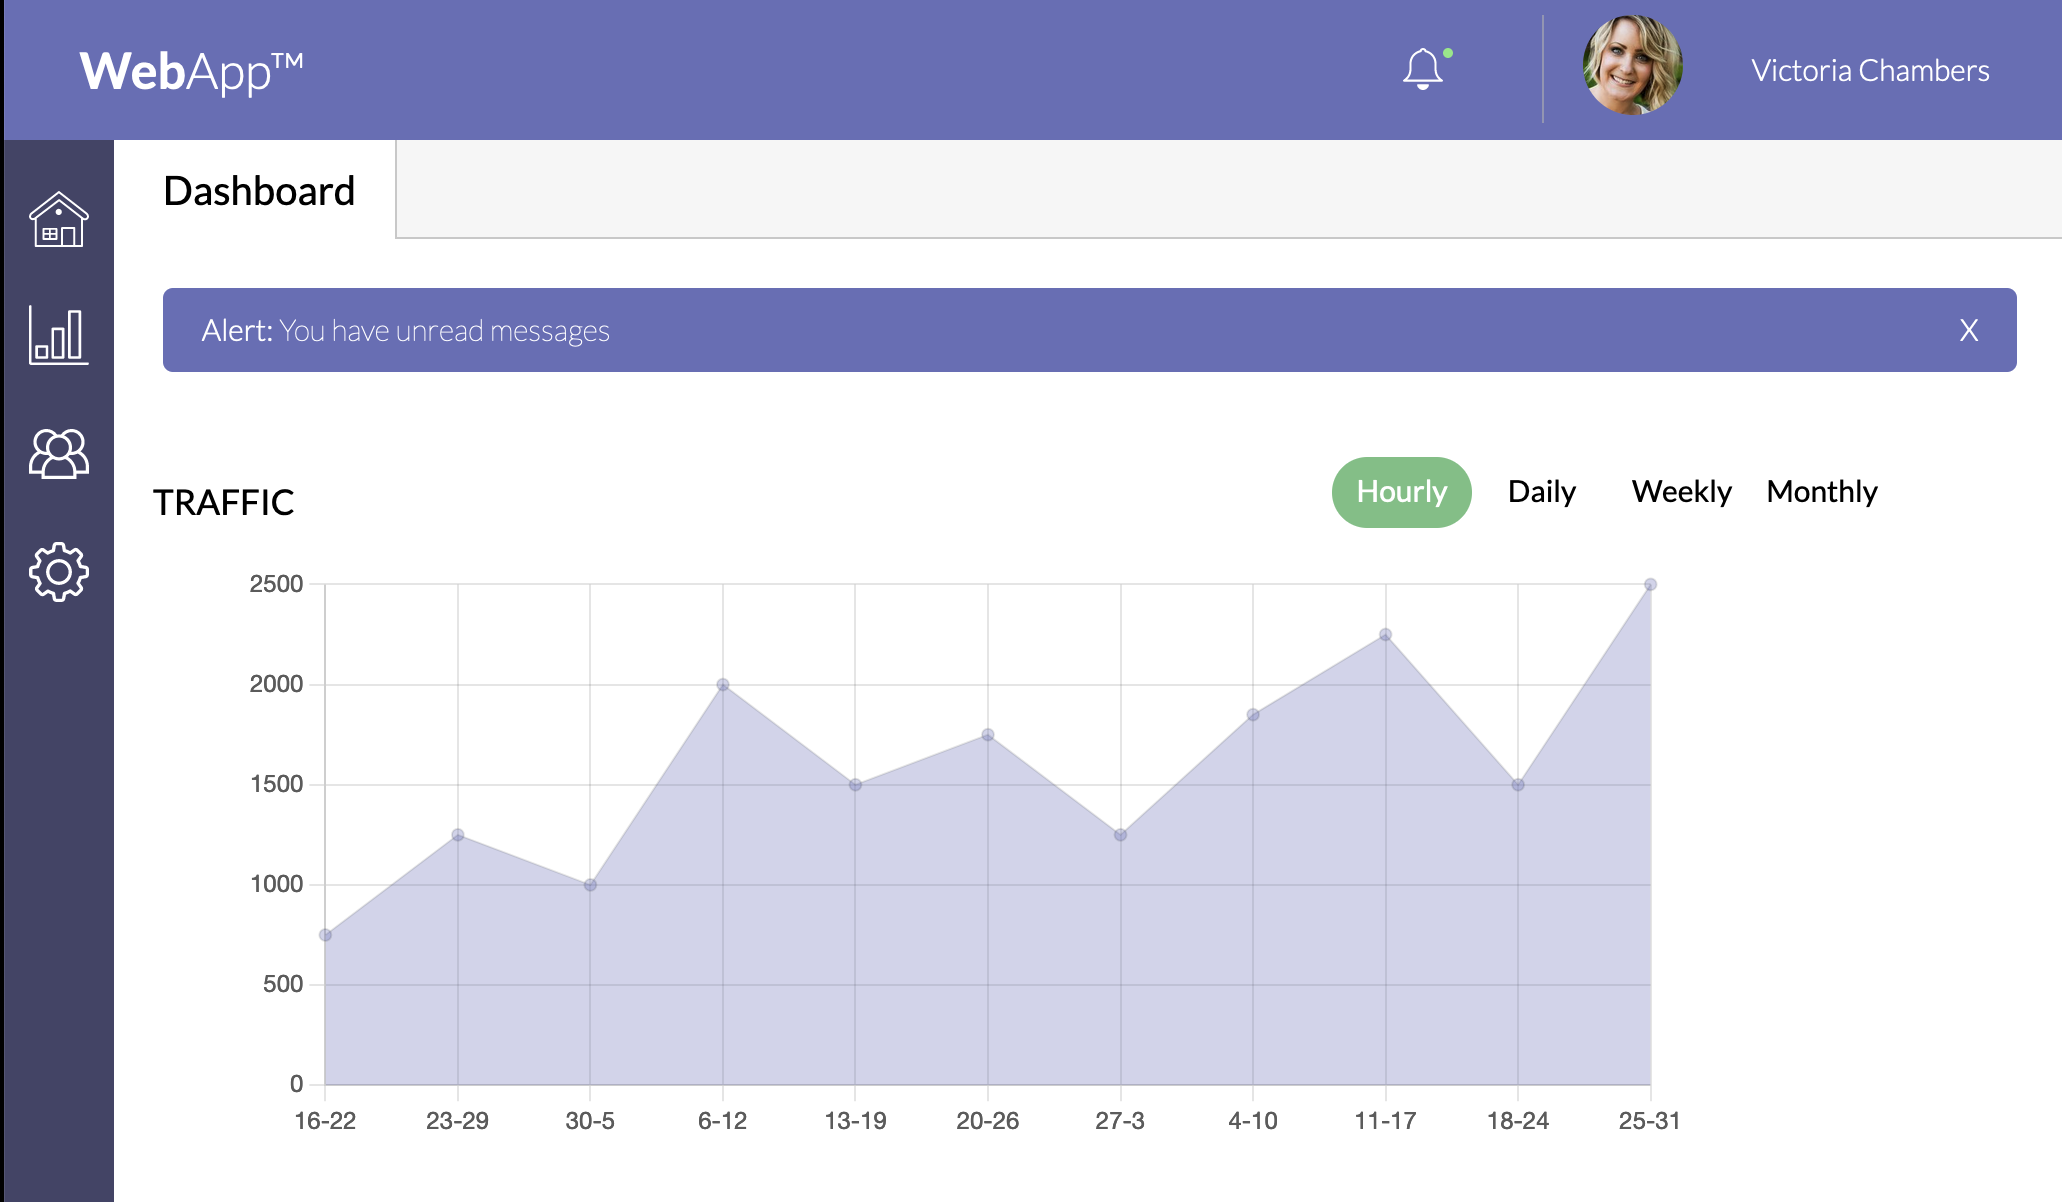 WebApp™
Victoria Chambers
Dashboard
Alert: You have unread messages X
TRAFFIC
Hourly Daily Weekly Monthly
2500
2000
1500
1000
500
0
16-22 23-29 30-5 6-12 13-19 20-26 27-3 4-10 11-17 18-24 25-31